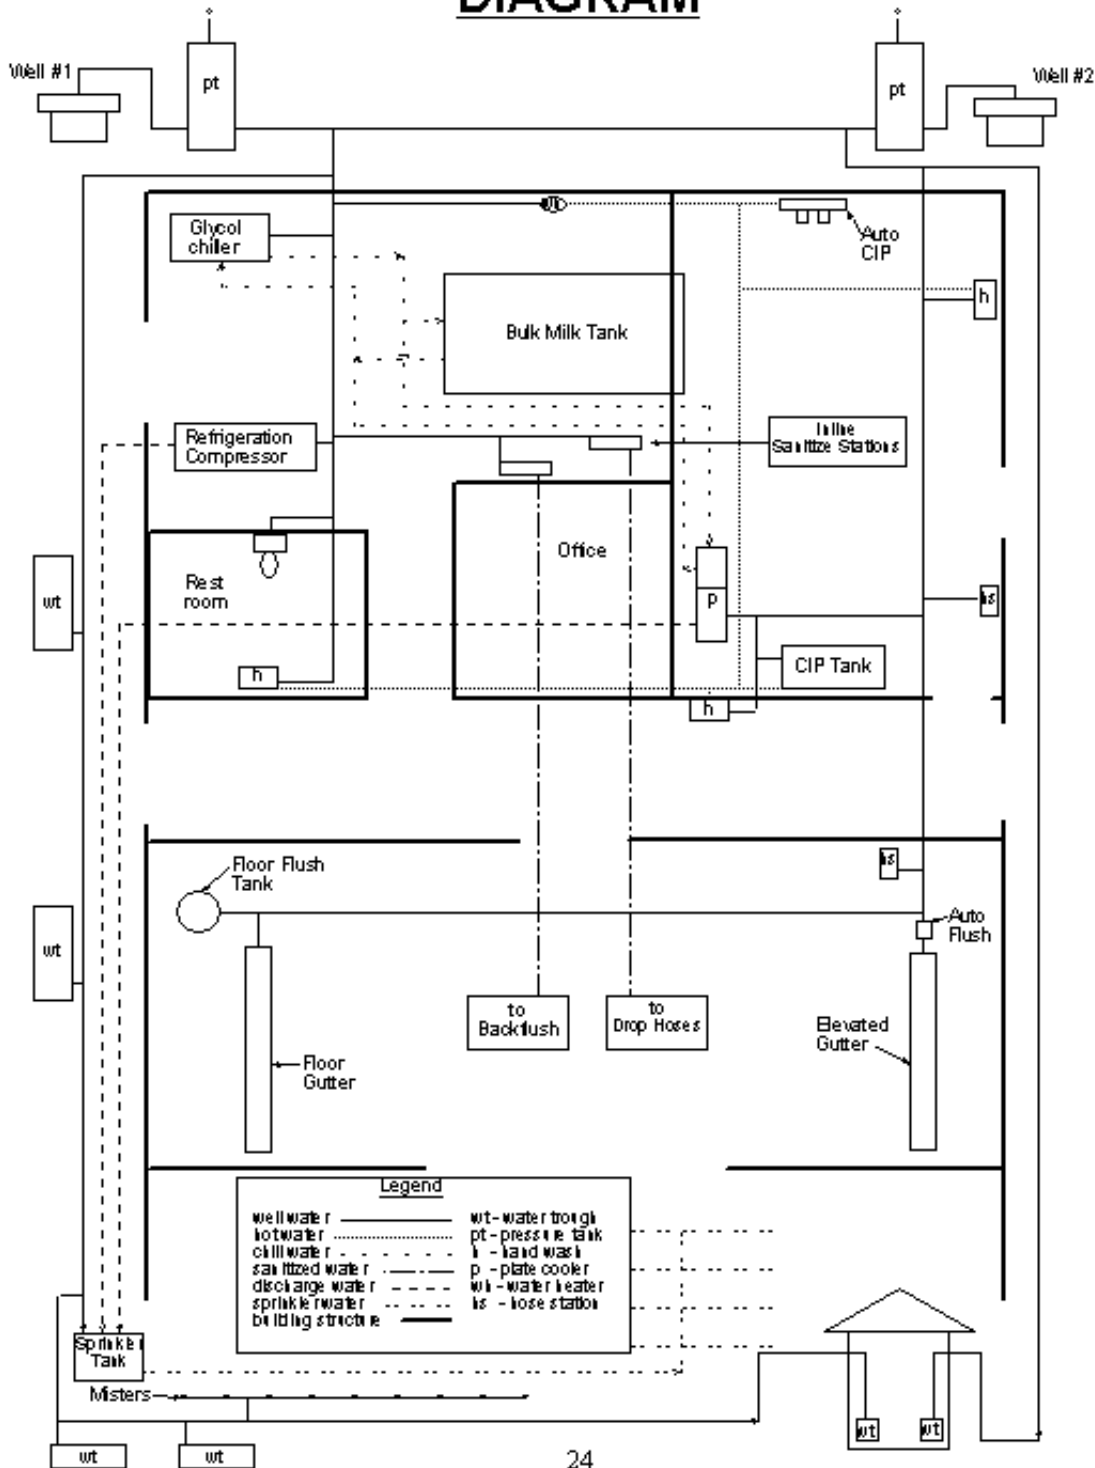 DIAGRAM
Well #1
pt
pt
Well #2
Glycol
chiller
wh
Auto
CIP
h
Bulk Milk Tank
Refrigeration
Compressor
Inline
Sanitize Stations
Office
wt
Rest
room
p
hs
h
CIP Tank
h
Floor Flush
Tank
hs
Auto
Flush
wt
to
Backflush
to
Drop Hoses
Elevated
Gutter
Floor
Gutter
Legend
well water
hot water
chill water
sanitized water
discharge water
sprinkler water
building structure
wt - water trough
pt - pressure tank
h - hand wash
p - plate cooler
wh - water heater
hs - hose station
Sprinkler
Tank
Misters
wt
wt
wt
wt
24